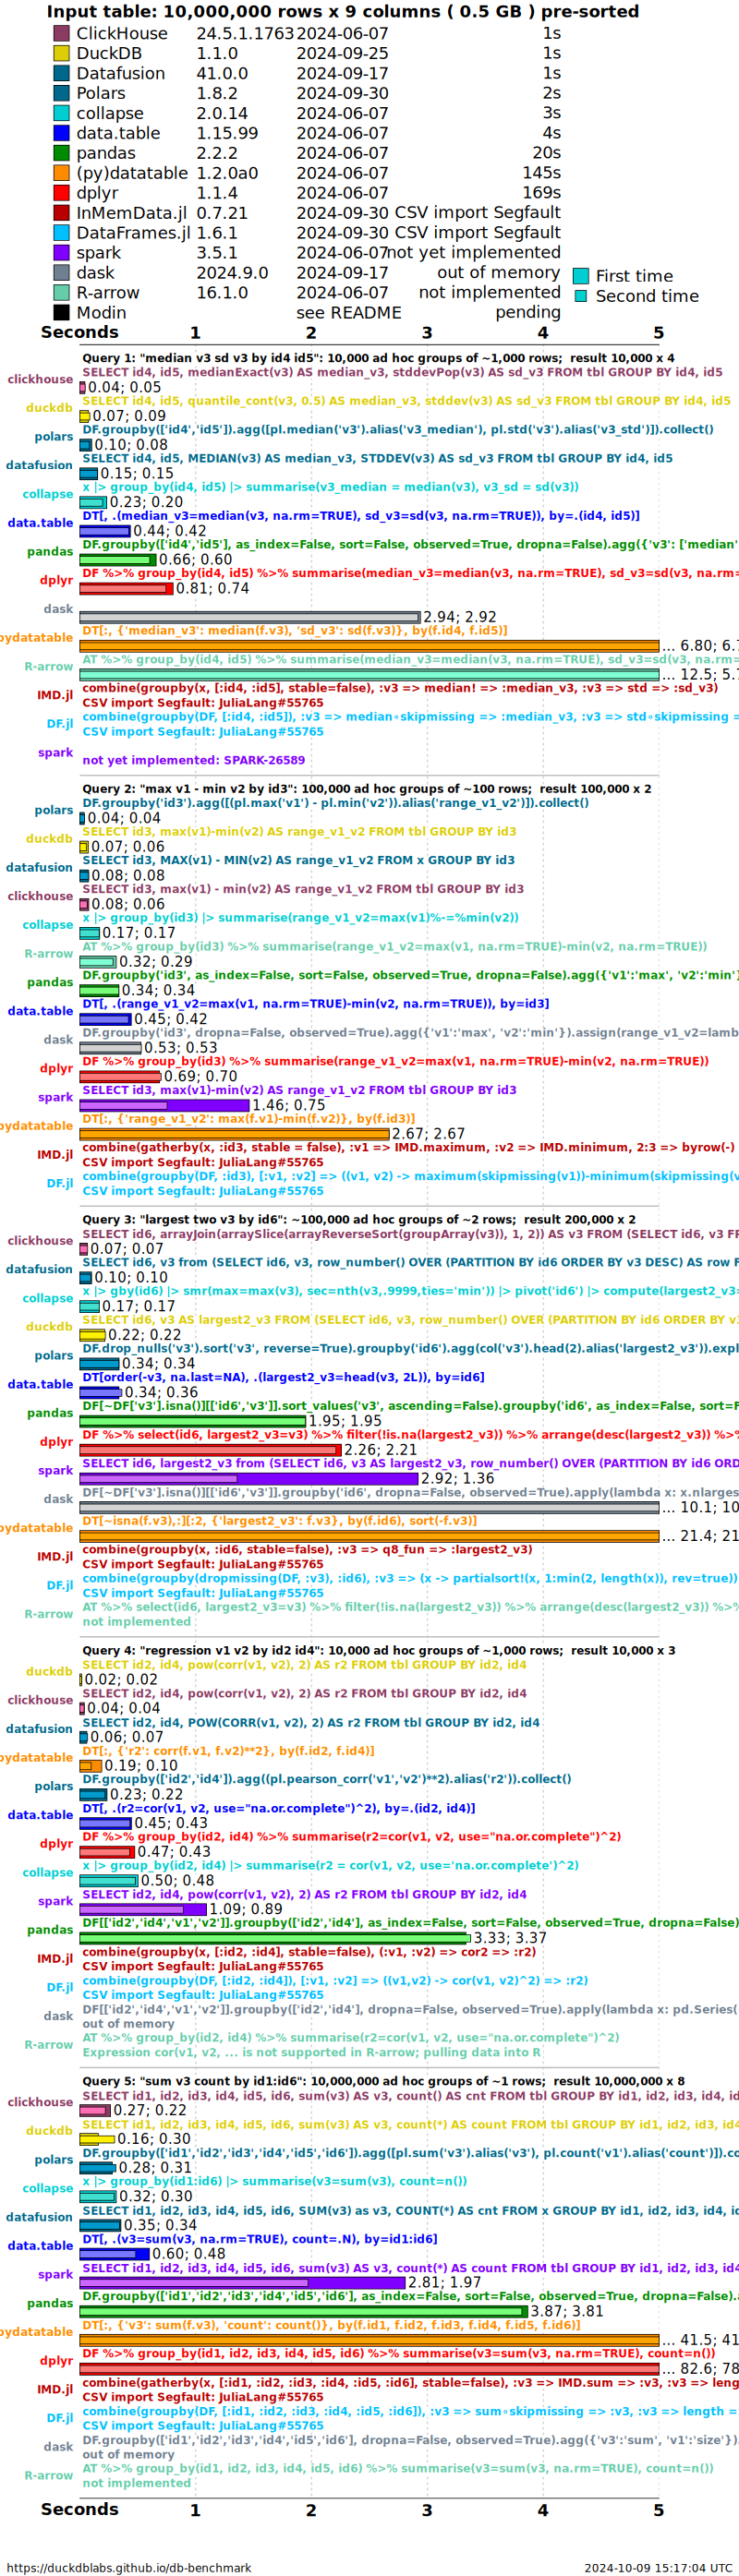 Input table: 10,000,000 rows x 9 columns ( 0.5 GB ) pre-sorted
ClickHouse 24.5.1.1763 2024-06-07 1s
DuckDB 1.1.0 2024-09-25 1s
Datafusion 41.0.0 2024-09-17 1s
Polars 1.8.2 2024-09-30 2s
collapse 2.0.14 2024-06-07 3s
data.table 1.15.99 2024-06-07 4s
pandas 2.2.2 2024-06-07 20s
(py)datatable 1.2.0a0 2024-06-07 145s
dplyr 1.1.4 2024-06-07 169s
InMemData.jl 0.7.21 2024-09-30 CSV import Segfault
DataFrames.jl 1.6.1 2024-09-30 CSV import Segfault
spark 3.5.1 2024-06-07 not yet implemented
dask 2024.9.0 2024-09-17 out of memory
R-arrow 16.1.0 2024-06-07 not implemented
Modin see README pending
First time
Second time
Seconds 1 2 3 4 5
Query 1: "median v3 sd v3 by id4 id5": 10,000 ad hoc groups of ~1,000 rows; result 10,000 x 4
SELECT id4, id5, medianExact(v3) AS median_v3, stddevPop(v3) AS sd_v3 FROM tbl GROUP BY id4, id5
clickhouse 0.04; 0.05
SELECT id4, id5, quantile_cont(v3, 0.5) AS median_v3, stddev(v3) AS sd_v3 FROM tbl GROUP BY id4, id5
duckdb 0.07; 0.09
DF.groupby(['id4','id5']).agg([pl.median('v3').alias('v3_median'), pl.std('v3').alias('v3_std')]).collect()
polars 0.10; 0.08
SELECT id4, id5, MEDIAN(v3) AS median_v3, STDDEV(v3) AS sd_v3 FROM tbl GROUP BY id4, id5
datafusion 0.15; 0.15
x |> group_by(id4, id5) |> summarise(v3_median = median(v3), v3_sd = sd(v3))
collapse 0.23; 0.20
DT[, .(median_v3=median(v3, na.rm=TRUE), sd_v3=sd(v3, na.rm=TRUE)), by=.(id4, id5)]
data.table 0.44; 0.42
DF.groupby(['id4','id5'], as_index=False, sort=False, observed=True, dropna=False).agg({'v3': ['median'
pandas 0.66; 0.60
DF %>% group_by(id4, id5) %>% summarise(median_v3=median(v3, na.rm=TRUE), sd_v3=sd(v3, na.rm=
dplyr 0.81; 0.74
dask 2.94; 2.92
DT[:, {'median_v3': median(f.v3), 'sd_v3': sd(f.v3)}, by(f.id4, f.id5)]
pydatatable ... 6.80; 6.7
AT %>% group_by(id4, id5) %>% summarise(median_v3=median(v3, na.rm=TRUE), sd_v3=sd(v3, na.rm=
R-arrow ... 12.5; 5.7
combine(groupby(x, [:id4, :id5], stable=false), :v3 => median! => :median_v3, :v3 => std => :sd_v3)
IMD.jl CSV import Segfault: JuliaLang#55765
combine(groupby(DF, [:id4, :id5]), :v3 => median∘skipmissing => :median_v3, :v3 => std∘skipmissing =
DF.jl CSV import Segfault: JuliaLang#55765
spark not yet implemented: SPARK-26589
Query 2: "max v1 - min v2 by id3": 100,000 ad hoc groups of ~100 rows; result 100,000 x 2
DF.groupby('id3').agg([(pl.max('v1') - pl.min('v2')).alias('range_v1_v2')]).collect()
polars 0.04; 0.04
SELECT id3, max(v1)-min(v2) AS range_v1_v2 FROM tbl GROUP BY id3
duckdb 0.07; 0.06
SELECT id3, MAX(v1) - MIN(v2) AS range_v1_v2 FROM x GROUP BY id3
datafusion 0.08; 0.08
SELECT id3, max(v1) - min(v2) AS range_v1_v2 FROM tbl GROUP BY id3
clickhouse 0.08; 0.06
x |> group_by(id3) |> summarise(range_v1_v2=max(v1)%-=%min(v2))
collapse 0.17; 0.17
AT %>% group_by(id3) %>% summarise(range_v1_v2=max(v1, na.rm=TRUE)-min(v2, na.rm=TRUE))
R-arrow 0.32; 0.29
DF.groupby('id3', as_index=False, sort=False, observed=True, dropna=False).agg({'v1':'max', 'v2':'min'}
pandas 0.34; 0.34
DT[, .(range_v1_v2=max(v1, na.rm=TRUE)-min(v2, na.rm=TRUE)), by=id3]
data.table 0.45; 0.42
DF.groupby('id3', dropna=False, observed=True).agg({'v1':'max', 'v2':'min'}).assign(range_v1_v2=lamb
dask 0.53; 0.53
DF %>% group_by(id3) %>% summarise(range_v1_v2=max(v1, na.rm=TRUE)-min(v2, na.rm=TRUE))
dplyr 0.69; 0.70
SELECT id3, max(v1)-min(v2) AS range_v1_v2 FROM tbl GROUP BY id3
spark 1.46; 0.75
DT[:, {'range_v1_v2': max(f.v1)-min(f.v2)}, by(f.id3)]
pydatatable 2.67; 2.67
combine(gatherby(x, :id3, stable = false), :v1 => IMD.maximum, :v2 => IMD.minimum, 2:3 => byrow(-)
IMD.jl CSV import Segfault: JuliaLang#55765
combine(groupby(DF, :id3), [:v1, :v2] => ((v1, v2) -> maximum(skipmissing(v1))-minimum(skipmissing(v
DF.jl CSV import Segfault: JuliaLang#55765
Query 3: "largest two v3 by id6": ~100,000 ad hoc groups of ~2 rows; result 200,000 x 2
SELECT id6, arrayJoin(arraySlice(arrayReverseSort(groupArray(v3)), 1, 2)) AS v3 FROM (SELECT id6, v3 FR
clickhouse 0.07; 0.07
SELECT id6, v3 from (SELECT id6, v3, row_number() OVER (PARTITION BY id6 ORDER BY v3 DESC) AS row F
datafusion 0.10; 0.10
x |> gby(id6) |> smr(max=max(v3), sec=nth(v3,.9999,ties='min')) |> pivot('id6') |> compute(largest2_v3=
collapse 0.17; 0.17
SELECT id6, v3 AS largest2_v3 FROM (SELECT id6, v3, row_number() OVER (PARTITION BY id6 ORDER BY v3
duckdb 0.22; 0.22
DF.drop_nulls('v3').sort('v3', reverse=True).groupby('id6').agg(col('v3').head(2).alias('largest2_v3')).expl
polars 0.34; 0.34
DT[order(-v3, na.last=NA), .(largest2_v3=head(v3, 2L)), by=id6]
data.table 0.34; 0.36
DF[~DF['v3'].isna()][['id6','v3']].sort_values('v3', ascending=False).groupby('id6', as_index=False, sort=F
pandas 1.95; 1.95
DF %>% select(id6, largest2_v3=v3) %>% filter(!is.na(largest2_v3)) %>% arrange(desc(largest2_v3)) %>%
dplyr 2.26; 2.21
SELECT id6, largest2_v3 from (SELECT id6, v3 AS largest2_v3, row_number() OVER (PARTITION BY id6 ORD
spark 2.92; 1.36
DF[~DF['v3'].isna()][['id6','v3']].groupby('id6', dropna=False, observed=True).apply(lambda x: x.nlarges
dask ... 10.1; 10
DT[~isna(f.v3),:][:2, {'largest2_v3': f.v3}, by(f.id6), sort(-f.v3)]
pydatatable ... 21.4; 21
combine(groupby(x, :id6, stable=false), :v3 => q8_fun => :largest2_v3)
IMD.jl CSV import Segfault: JuliaLang#55765
combine(groupby(dropmissing(DF, :v3), :id6), :v3 => (x -> partialsort!(x, 1:min(2, length(x)), rev=true))
DF.jl CSV import Segfault: JuliaLang#55765
AT %>% select(id6, largest2_v3=v3) %>% filter(!is.na(largest2_v3)) %>% arrange(desc(largest2_v3)) %>%
R-arrow not implemented
Query 4: "regression v1 v2 by id2 id4": 10,000 ad hoc groups of ~1,000 rows; result 10,000 x 3
SELECT id2, id4, pow(corr(v1, v2), 2) AS r2 FROM tbl GROUP BY id2, id4
duckdb 0.02; 0.02
SELECT id2, id4, pow(corr(v1, v2), 2) AS r2 FROM tbl GROUP BY id2, id4
clickhouse 0.04; 0.04
SELECT id2, id4, POW(CORR(v1, v2), 2) AS r2 FROM tbl GROUP BY id2, id4
datafusion 0.06; 0.07
DT[:, {'r2': corr(f.v1, f.v2)**2}, by(f.id2, f.id4)]
pydatatable 0.19; 0.10
DF.groupby(['id2','id4']).agg((pl.pearson_corr('v1','v2')**2).alias('r2')).collect()
polars 0.23; 0.22
DT[, .(r2=cor(v1, v2, use="na.or.complete")^2), by=.(id2, id4)]
data.table 0.45; 0.43
DF %>% group_by(id2, id4) %>% summarise(r2=cor(v1, v2, use="na.or.complete")^2)
dplyr 0.47; 0.43
x |> group_by(id2, id4) |> summarise(r2 = cor(v1, v2, use='na.or.complete')^2)
collapse 0.50; 0.48
SELECT id2, id4, pow(corr(v1, v2), 2) AS r2 FROM tbl GROUP BY id2, id4
spark 1.09; 0.89
DF[['id2','id4','v1','v2']].groupby(['id2','id4'], as_index=False, sort=False, observed=True, dropna=False)
pandas 3.33; 3.37
combine(groupby(x, [:id2, :id4], stable=false), (:v1, :v2) => cor2 => :r2)
IMD.jl CSV import Segfault: JuliaLang#55765
combine(groupby(DF, [:id2, :id4]), [:v1, :v2] => ((v1,v2) -> cor(v1, v2)^2) => :r2)
DF.jl CSV import Segfault: JuliaLang#55765
DF[['id2','id4','v1','v2']].groupby(['id2','id4'], dropna=False, observed=True).apply(lambda x: pd.Series(
dask out of memory
AT %>% group_by(id2, id4) %>% summarise(r2=cor(v1, v2, use="na.or.complete")^2)
R-arrow Expression cor(v1, v2, ... is not supported in R-arrow; pulling data into R
Query 5: "sum v3 count by id1:id6": 10,000,000 ad hoc groups of ~1 rows; result 10,000,000 x 8
SELECT id1, id2, id3, id4, id5, id6, sum(v3) AS v3, count() AS cnt FROM tbl GROUP BY id1, id2, id3, id4, id
clickhouse 0.27; 0.22
SELECT id1, id2, id3, id4, id5, id6, sum(v3) AS v3, count(*) AS count FROM tbl GROUP BY id1, id2, id3, id4
duckdb 0.16; 0.30
DF.groupby(['id1','id2','id3','id4','id5','id6']).agg([pl.sum('v3').alias('v3'), pl.count('v1').alias('count')]).co
polars 0.28; 0.31
x |> group_by(id1:id6) |> summarise(v3=sum(v3), count=n())
collapse 0.32; 0.30
SELECT id1, id2, id3, id4, id5, id6, SUM(v3) as v3, COUNT(*) AS cnt FROM x GROUP BY id1, id2, id3, id4, id
datafusion 0.35; 0.34
DT[, .(v3=sum(v3, na.rm=TRUE), count=.N), by=id1:id6]
data.table 0.60; 0.48
SELECT id1, id2, id3, id4, id5, id6, sum(v3) AS v3, count(*) AS count FROM tbl GROUP BY id1, id2, id3, id4
spark 2.81; 1.97
DF.groupby(['id1','id2','id3','id4','id5','id6'], as_index=False, sort=False, observed=True, dropna=False).
pandas 3.87; 3.81
DT[:, {'v3': sum(f.v3), 'count': count()}, by(f.id1, f.id2, f.id3, f.id4, f.id5, f.id6)]
pydatatable ... 41.5; 41
DF %>% group_by(id1, id2, id3, id4, id5, id6) %>% summarise(v3=sum(v3, na.rm=TRUE), count=n())
dplyr ... 82.6; 78
combine(gatherby(x, [:id1, :id2, :id3, :id4, :id5, :id6], stable=false), :v3 => IMD.sum => :v3, :v3 => leng
IMD.jl CSV import Segfault: JuliaLang#55765
combine(groupby(DF, [:id1, :id2, :id3, :id4, :id5, :id6]), :v3 => sum∘skipmissing => :v3, :v3 => length =
DF.jl CSV import Segfault: JuliaLang#55765
DF.groupby(['id1','id2','id3','id4','id5','id6'], dropna=False, observed=True).agg({'v3':'sum', 'v1':'size'})
dask out of memory
AT %>% group_by(id1, id2, id3, id4, id5, id6) %>% summarise(v3=sum(v3, na.rm=TRUE), count=n())
R-arrow not implemented
Seconds 1 2 3 4 5
https://duckdblabs.github.io/db-benchmark 2024-10-09 15:17:04 UTC